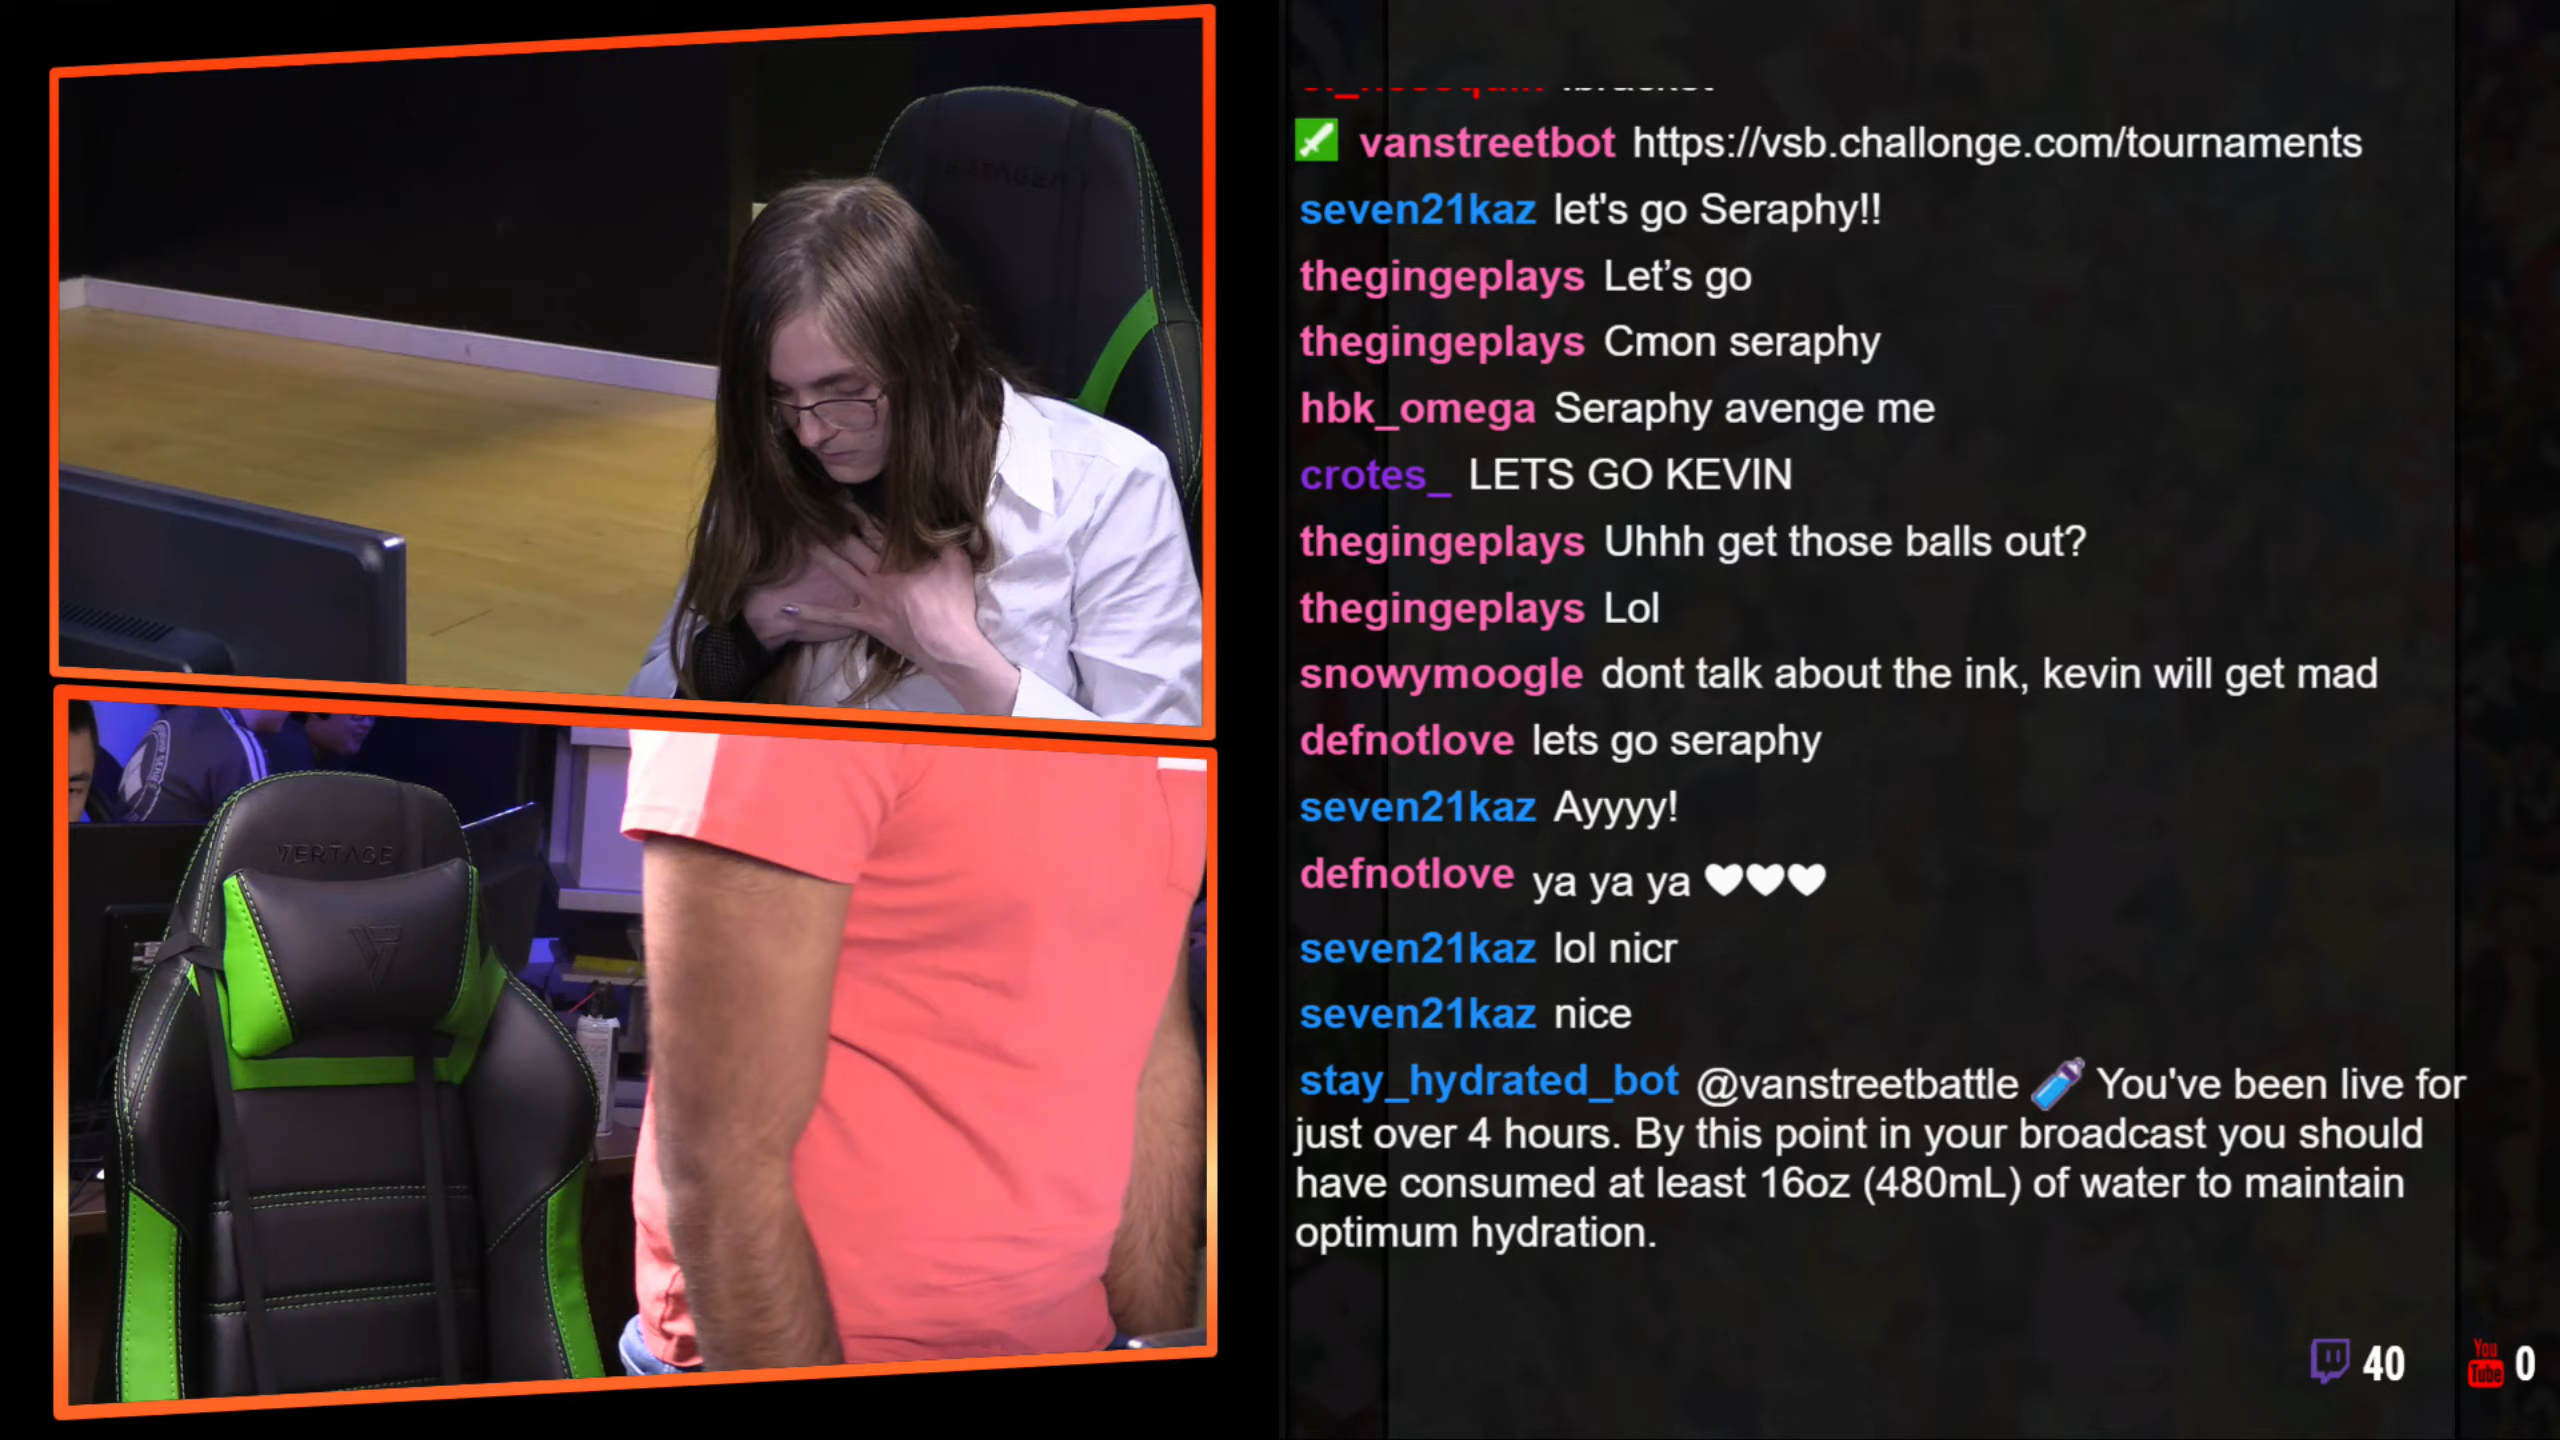 vanstreetbot https://vsb.challonge.com/tournaments
seven21kaz let's go Seraphy!!
thegingeplays Let’s go
thegingeplays Cmon seraphy
hbk_omega Seraphy avenge me
crotes_ LETS GO KEVIN
thegingeplays Uhhh get those balls out?
thegingeplays Lol
snowymoogle dont talk about the ink, kevin will get mad
defnotlove lets go seraphy
seven21kaz Ayyyy!
defnotlove ya ya ya 🤍🤍🤍
seven21kaz lol nicr
seven21kaz nice
stay_hydrated_bot @vanstreetbattle You've been live for
just over 4 hours. By this point in your broadcast you should
have consumed at least 16oz (480mL) of water to maintain
optimum hydration.
VERTAGE
40
You
Tube 0